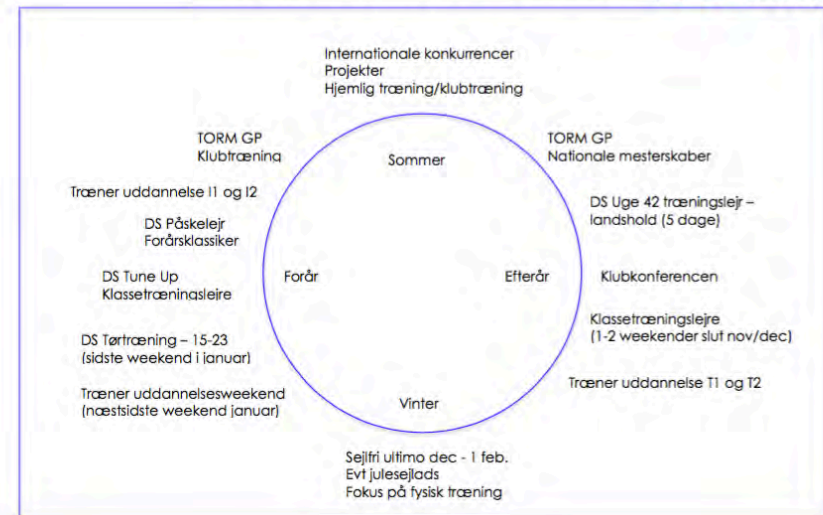 Internationale konkurrencer
Projekter
Hjemlig træning/klubtræning
TORM GP
Klubtræning
Sommer
TORM GP
Nationale mesterskaber
Træner uddannelse I1 og I2
DS Uge 42 træningslejr –
landshold (5 dage)
DS Påskelejr
Forårsklassiker
DS Tune Up
Klassetræningslejre
Forår
Efterår
Klubkonferencen
DS Tørtræning – 15-23
(sidste weekend i januar)
Klassetræningslejre
(1-2 weekender slut nov/dec)
Træner uddannelsesweekend
(næstsidste weekend januar)
Vinter
Træner uddannelse T1 og T2
Sejlfri ultimo dec - 1 feb.
Evt julesejlads
Fokus på fysisk træning